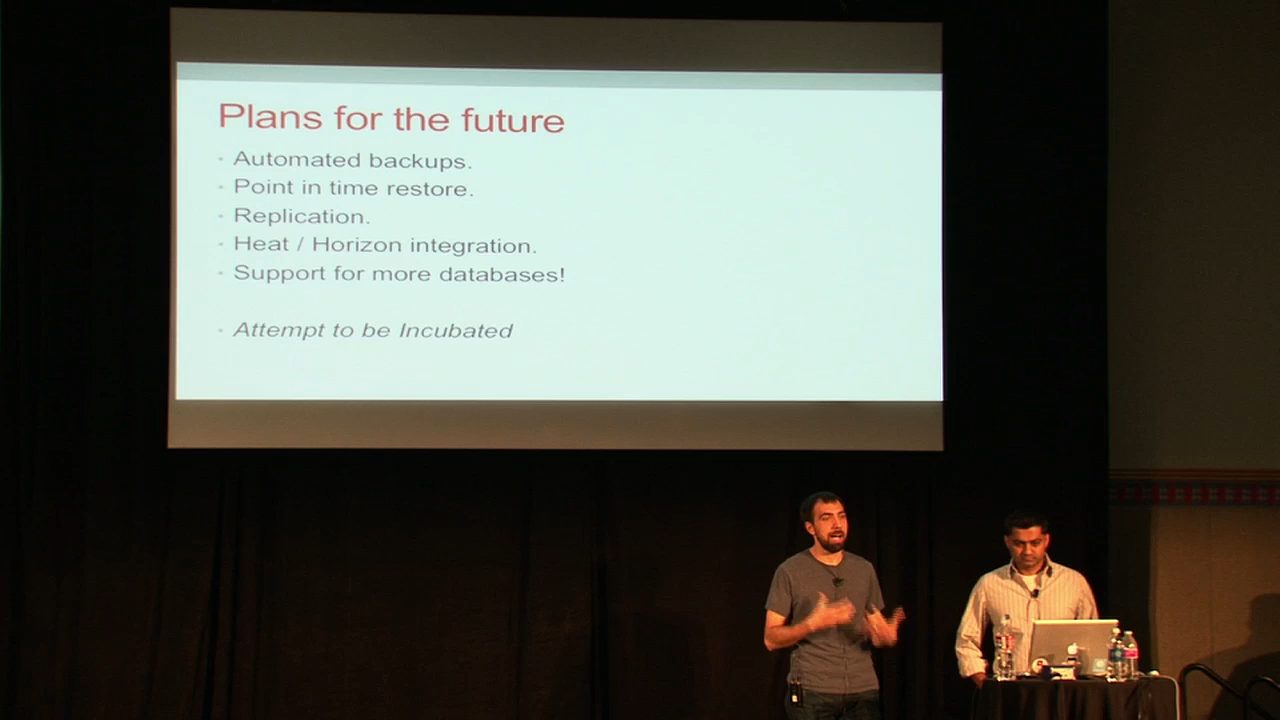 Plans for the future
• Automated backups.
• Point in time restore.
• Replication.
• Heat / Horizon integration.
• Support for more databases!
• Attempt to be Incubated